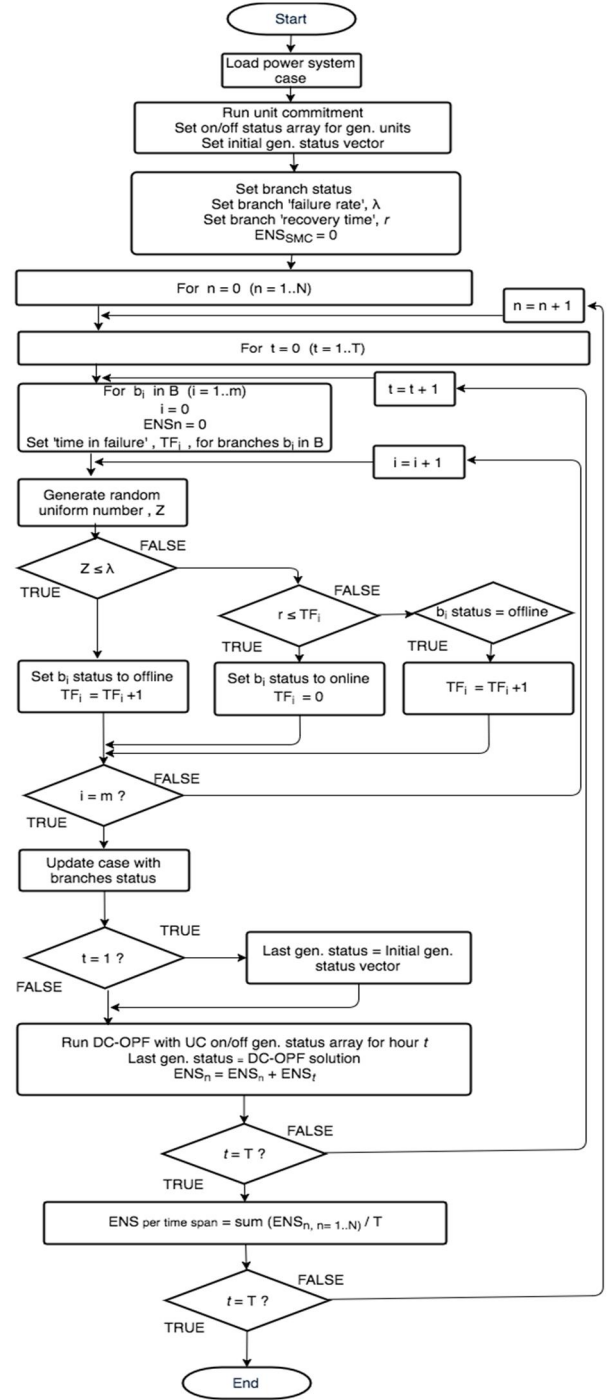 Start
Load power system
case
Run unit commitment
Set on/off status array for gen. units
Set initial gen. status vector
Set branch status
Set branch 'failure rate', λ
Set branch 'recovery time', r
ENS_SMC = 0
For n = 0 (n = 1..N)
n = n + 1
For t = 0 (t = 1..T)
For b_i in B (i = 1..m)
i = 0
ENSn = 0
Set 'time in failure' , TF_i , for branches b_i in B
t = t + 1
i = i + 1
Generate random
uniform number , Z
Z ≤ λ
FALSE
TRUE
r ≤ TF_i
FALSE
TRUE
b_i status = offline
TRUE
Set b_i status to offline
TF_i = TF_i +1
Set b_i status to online
TF_i = 0
TF_i = TF_i +1
i = m ?
FALSE
TRUE
Update case with
branches status
t = 1 ?
TRUE
FALSE
Last gen. status = Initial gen.
status vector
Run DC-OPF with UC on/off gen. status array for hour t
Last gen. status = DC-OPF solution
ENS_n = ENS_n + ENS_t
t = T ?
FALSE
TRUE
ENS per time span = sum (ENS_n, n= 1..N) / T
t = T ?
FALSE
TRUE
End